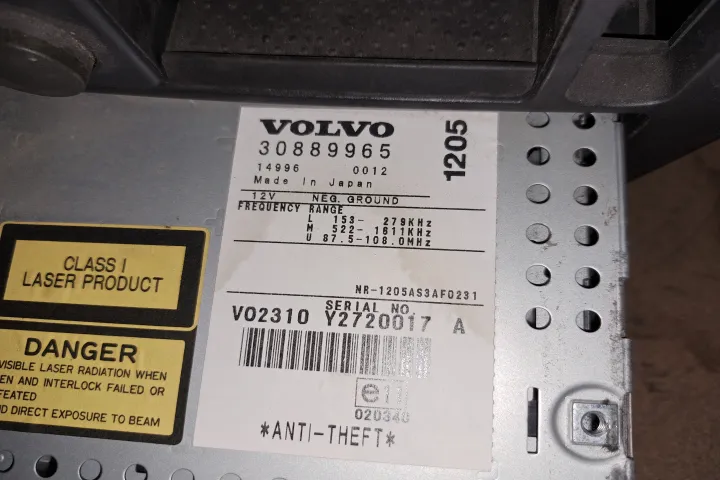 VOLVO
30889965
14996 0012
Made in Japan
1205
12V NEG. GROUND
FREQUENCY RANGE
L 153- 279KHz
M 522- 1611KHz
U 87.5-108.0MHz
NR-1205AS3AF0231
SERIAL NO.
VO2310 Y2720017 A
e11
020340
*ANTI-THEFT*
CLASS I
LASER PRODUCT
DANGER
VISIBLE LASER RADIATION WHEN
EN AND INTERLOCK FAILED OR
FEATED
D DIRECT EXPOSURE TO BEAM